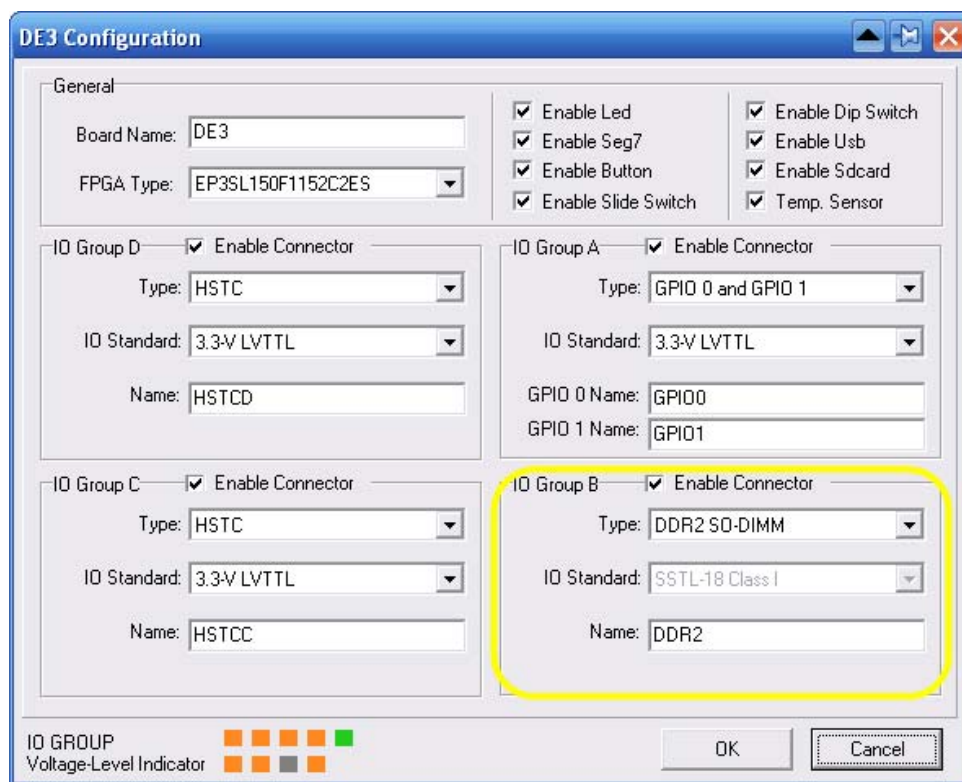 DE3 Configuration
General
Board Name: DE3
FPGA Type: EP3SL150F1152C2ES
Enable Led
Enable Seg7
Enable Button
Enable Slide Switch
Enable Dip Switch
Enable Usb
Enable Sdcard
Temp. Sensor
IO Group D Enable Connector
Type: HSTC
IO Standard: 3.3-V LVTTL
Name: HSTCD
IO Group A Enable Connector
Type: GPIO 0 and GPIO 1
IO Standard: 3.3-V LVTTL
GPIO 0 Name: GPIO0
GPIO 1 Name: GPIO1
IO Group C Enable Connector
Type: HSTC
IO Standard: 3.3-V LVTTL
Name: HSTCC
IO Group B Enable Connector
Type: DDR2 SO-DIMM
IO Standard: SSTL-18 Class I
Name: DDR2
IO GROUP
Voltage-Level Indicator
OK
Cancel